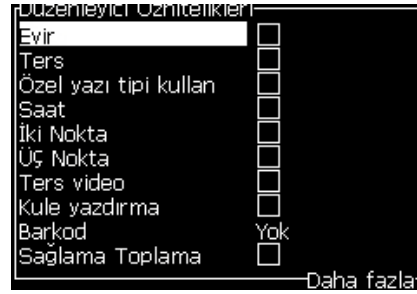 Düzenleyici Öznitelikleri
Evir
Ters
Özel yazı tipi kullan
Saat
İki Nokta
Üç Nokta
Ters video
Kule yazdırma
Barkod Yok
Sağlama Toplama
Daha fazla